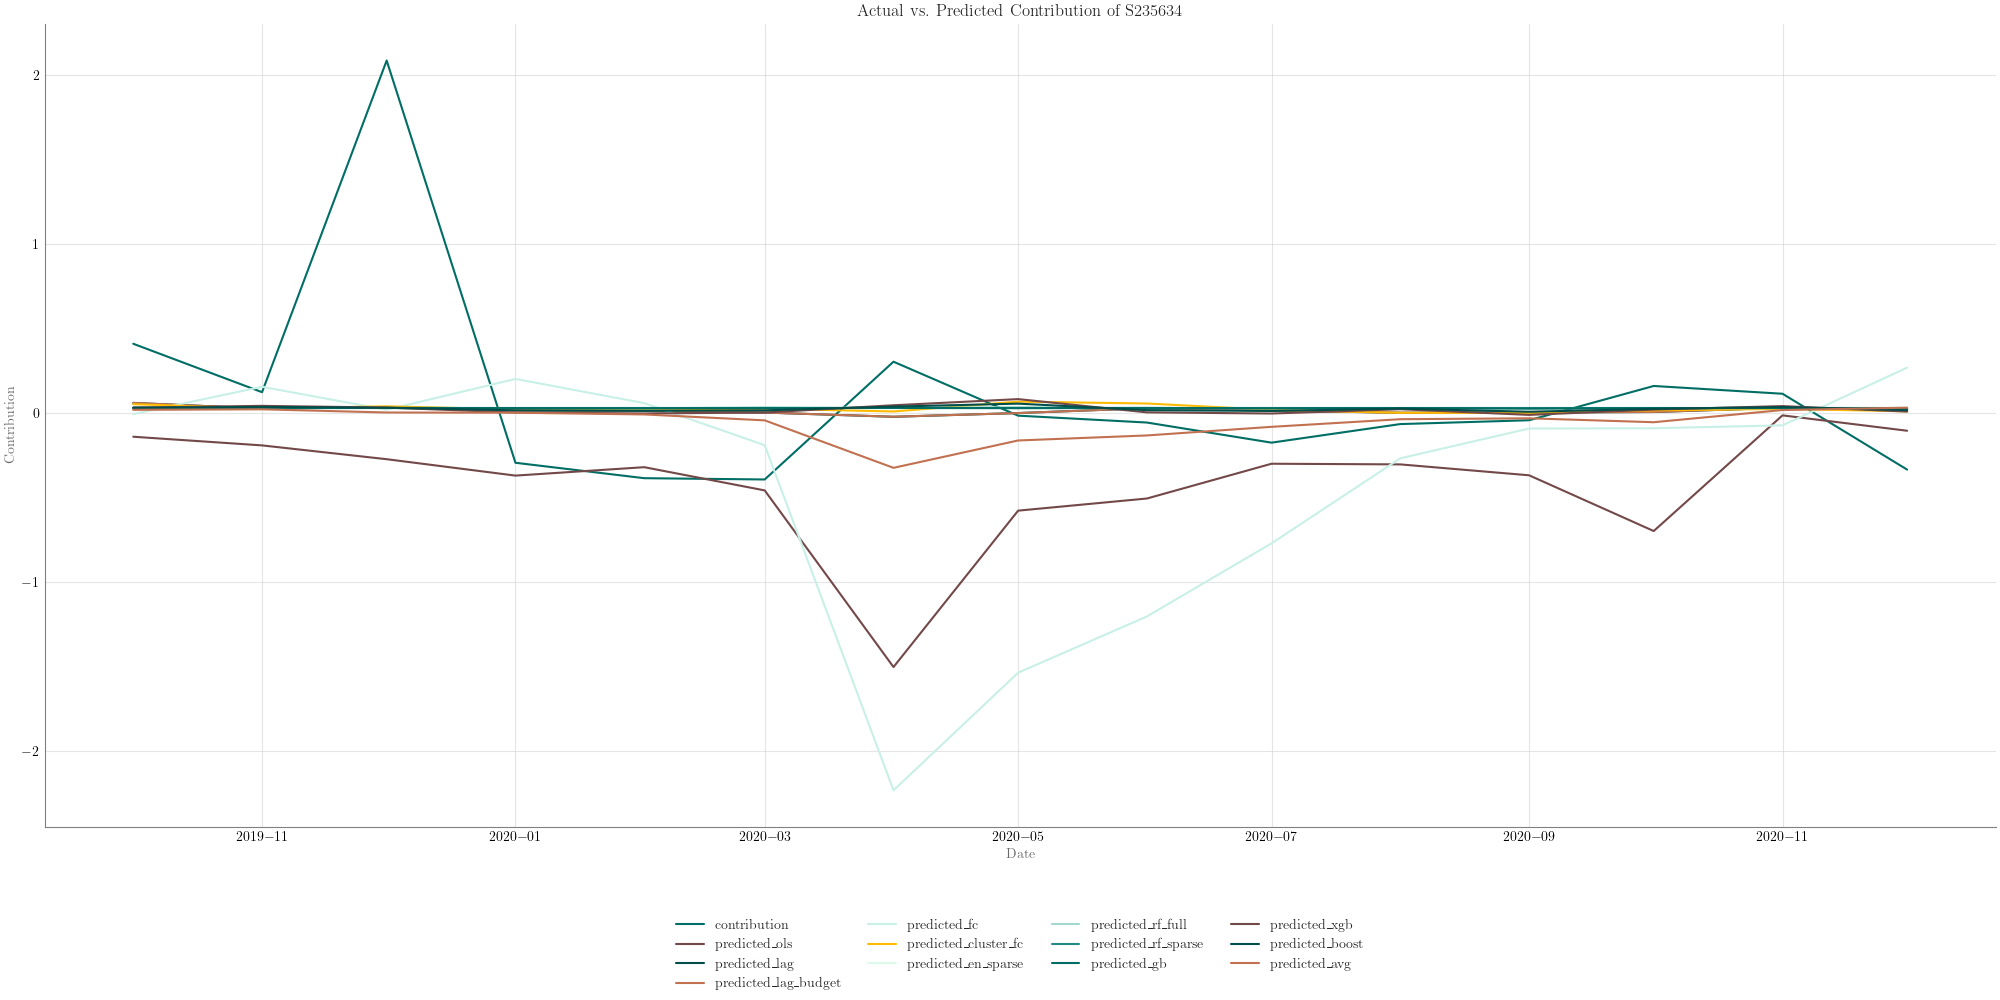 Actual vs. Predicted Contribution of S235634
2
1
0
−1
−2
Contribution
2019−11
2020−01
2020−03
2020−05
2020−07
2020−09
2020−11
Date
contribution
predicted_ols
predicted_lag
predicted_lag_budget
predicted_fc
predicted_cluster_fc
predicted_en_sparse
predicted_rf_full
predicted_rf_sparse
predicted_gb
predicted_xgb
predicted_boost
predicted_avg